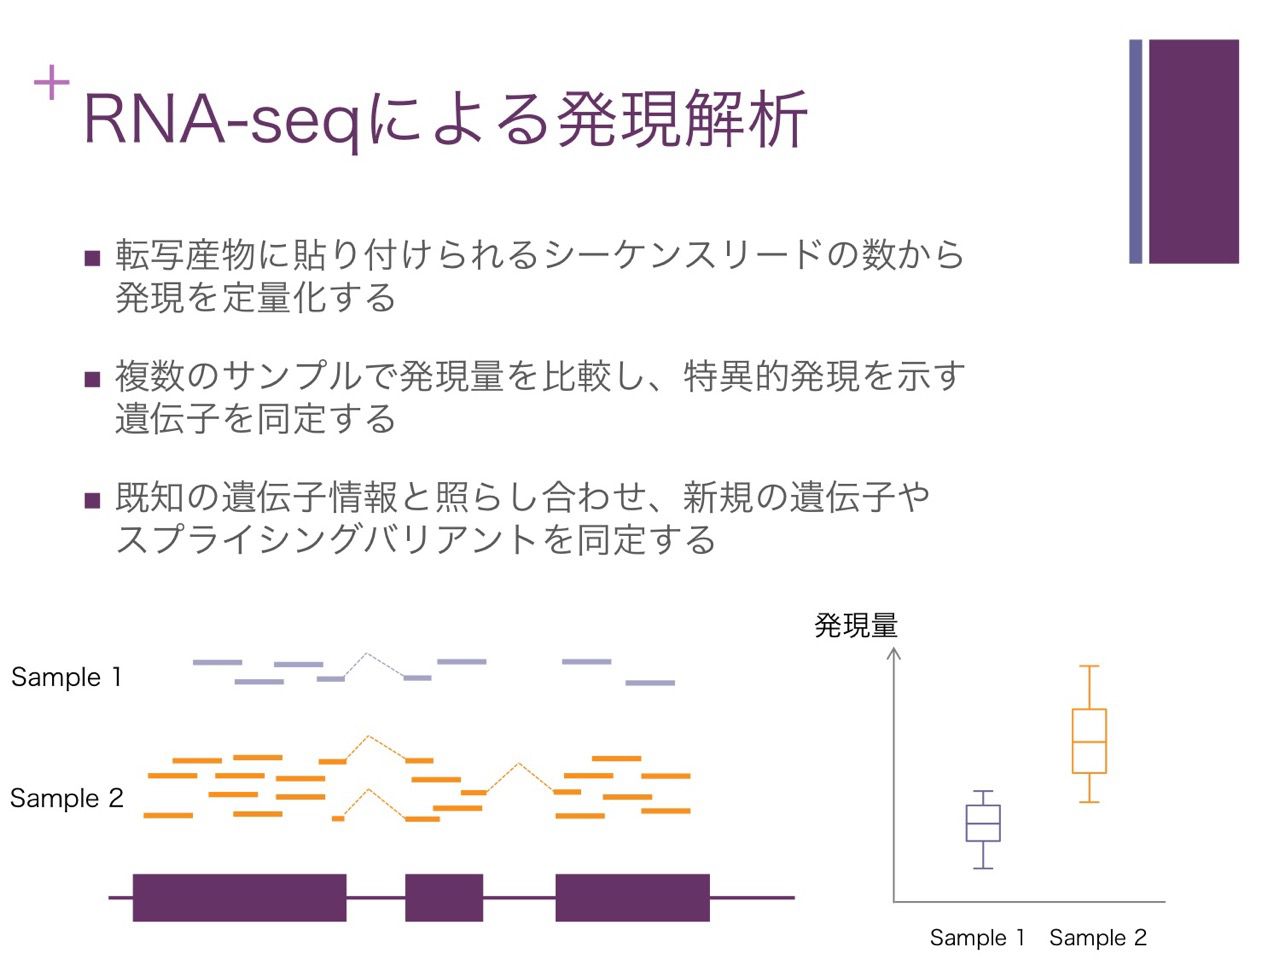 +
RNA-seqによる発現解析
■ 転写産物に貼り付けられるシーケンスリードの数から
発現を定量化する
■ 複数のサンプルで発現量を比較し、特異的発現を示す
遺伝子を同定する
■ 既知の遺伝子情報と照らし合わせ、新規の遺伝子や
スプライシングバリアントを同定する
Sample 1
Sample 2
発現量
Sample 1 Sample 2